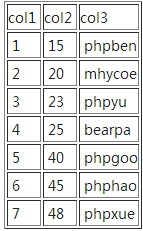 col1 col2 col3
1 15 phpben
2 20 mhycoe
3 23 phpyu
4 25 bearpa
5 40 phpgoo
6 45 phphao
7 48 phpxue